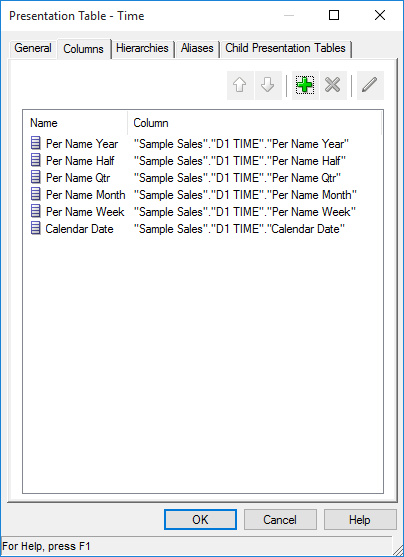 Presentation Table - Time
General Columns Hierarchies Aliases Child Presentation Tables
Name Column
Per Name Year "Sample Sales"."D1 TIME"."Per Name Year"
Per Name Half "Sample Sales"."D1 TIME"."Per Name Half"
Per Name Qtr "Sample Sales"."D1 TIME"."Per Name Qtr"
Per Name Month "Sample Sales"."D1 TIME"."Per Name Month"
Per Name Week "Sample Sales"."D1 TIME"."Per Name Week"
Calendar Date "Sample Sales"."D1 TIME"."Calendar Date"
OK Cancel Help
For Help, press F1